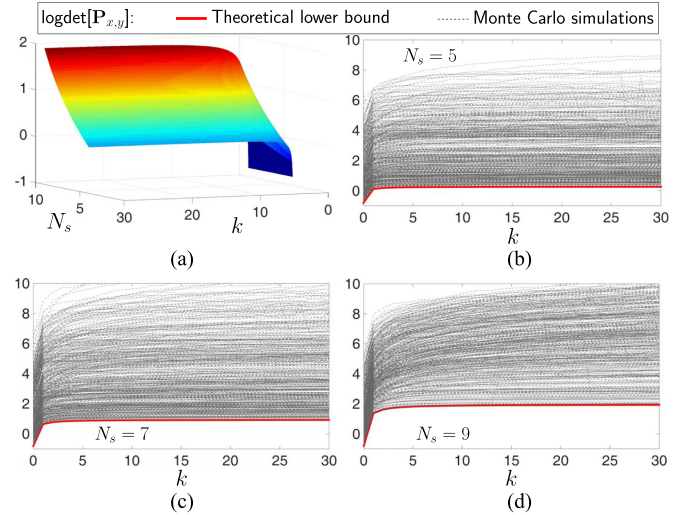 logdet[P_{x,y}]: Theoretical lower bound Monte Carlo simulations
2
1
0
-1
10
5
30
20
10
0
N_s
k
(a)
10
8
6
4
2
0
N_s = 5
0 5 10 15 20 25 30
k
(b)
10
8
6
4
2
0
N_s = 7
0 5 10 15 20 25 30
k
(c)
10
8
6
4
2
0
N_s = 9
0 5 10 15 20 25 30
k
(d)